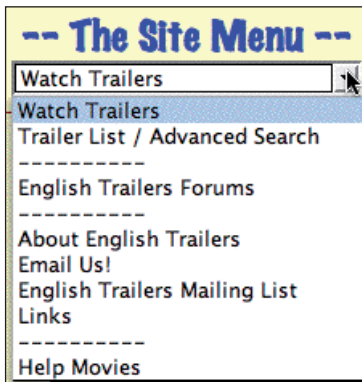 -- The Site Menu --
Watch Trailers
Watch Trailers
Trailer List / Advanced Search
----------
English Trailers Forums
----------
About English Trailers
Email Us!
English Trailers Mailing List
Links
----------
Help Movies